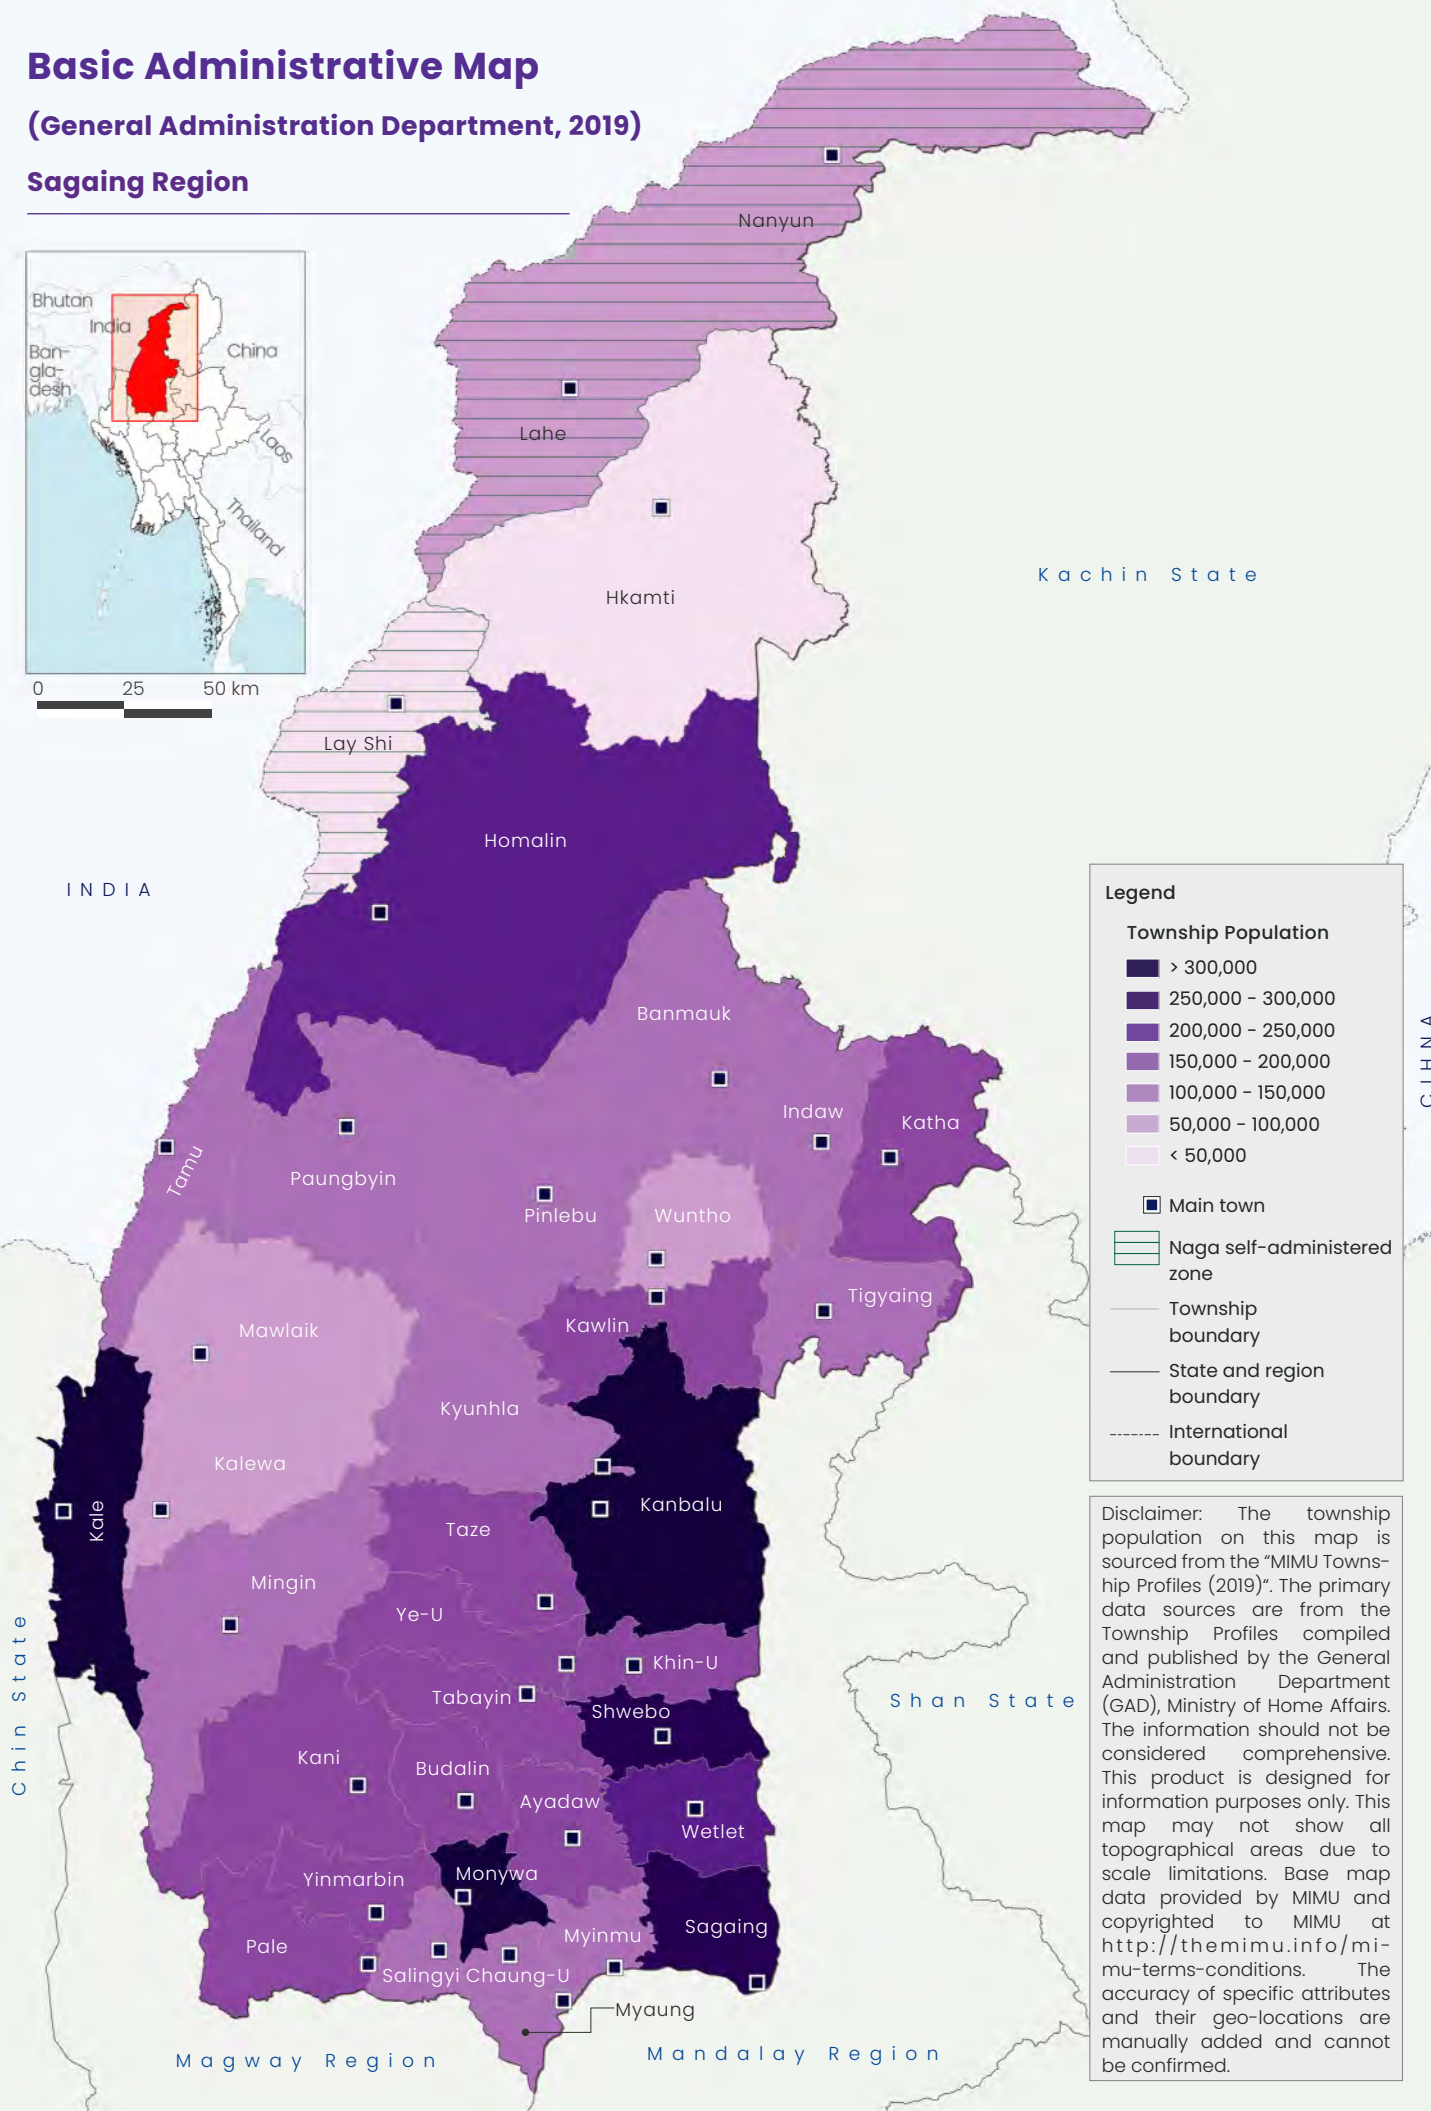 Basic Administrative Map
(General Administration Department, 2019)
Sagaing Region
Bhutan
India
Ban-
gla-
desh
China
Laos
Thailand
0 25 50 km
Nanyun
Lahe
Kachin State
Hkamti
Lay Shi
Homalin
INDIA
Banmauk
Indaw
Katha
Tamu
Paungbyin
Pinlebu
Wuntho
Tigyaing
Kawlin
Mawlaik
Kyunhla
Kalewa
Kale
Kanbalu
Taze
Mingin
Ye-U
Khin-U
Tabayin
Shwebo
Shan State
Chin State
Kani
Budalin
Ayadaw
Wetlet
Yinmarbin
Monywa
Sagaing
Myinmu
Pale
Salingyi Chaung-U
Myaung
Magway Region
Mandalay Region
Legend
Township Population
> 300,000
250,000 - 300,000
200,000 - 250,000
150,000 - 200,000
100,000 - 150,000
50,000 - 100,000
< 50,000
Main town
Naga self-administered
zone
Township
boundary
State and region
boundary
International
boundary
CIHNA
Disclaimer: The township
population on this map is
sourced from the “MIMU Towns-
hip Profiles (2019)“. The primary
data sources are from the
Township Profiles compiled
and published by the General
Administration Department
(GAD), Ministry of Home Affairs.
The information should not be
considered comprehensive.
This product is designed for
information purposes only. This
map may not show all
topographical areas due to
scale limitations. Base map
data provided by MIMU and
copyrighted to MIMU at
http://themimu.info/mi-
mu-terms-conditions. The
accuracy of specific attributes
and their geo-locations are
manually added and cannot
be confirmed.